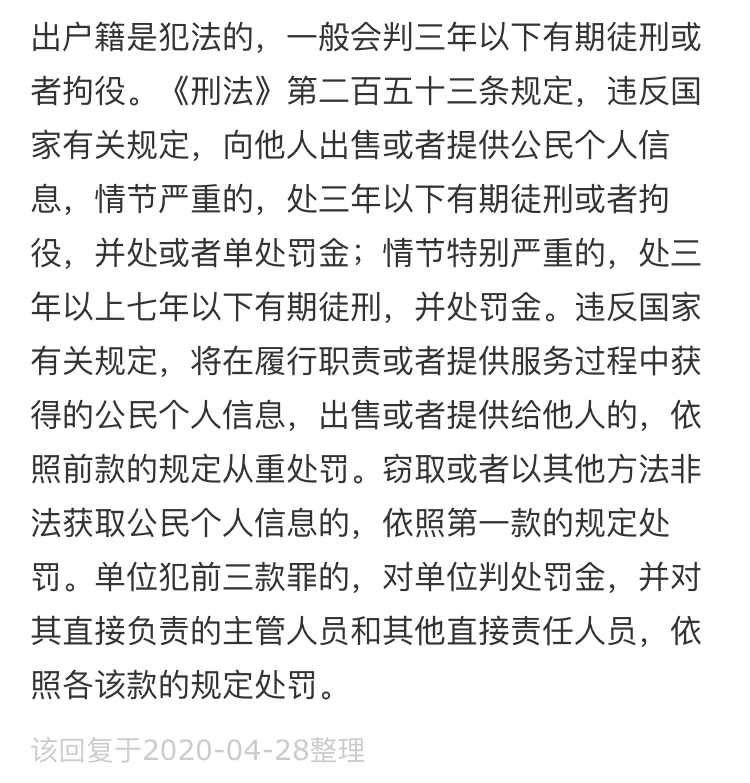 出户籍是犯法的，一般会判三年以下有期徒刑或
者拘役。《刑法》第二百五十三条规定，违反国
家有关规定，向他人出售或者提供公民个人信
息，情节严重的，处三年以下有期徒刑或者拘
役，并处或者单处罚金；情节特别严重的，处三
年以上七年以下有期徒刑，并处罚金。违反国家
有关规定，将在履行职责或者提供服务过程中获
得的公民个人信息，出售或者提供给他人的，依
照前款的规定从重处罚。窃取或者以其他方法非
法获取公民个人信息的，依照第一款的规定处
罚。单位犯前三款罪的，对单位判处罚金，并对
其直接负责的主管人员和其他直接责任人员，依
照各该款的规定处罚。
该回复于2020-04-28整理